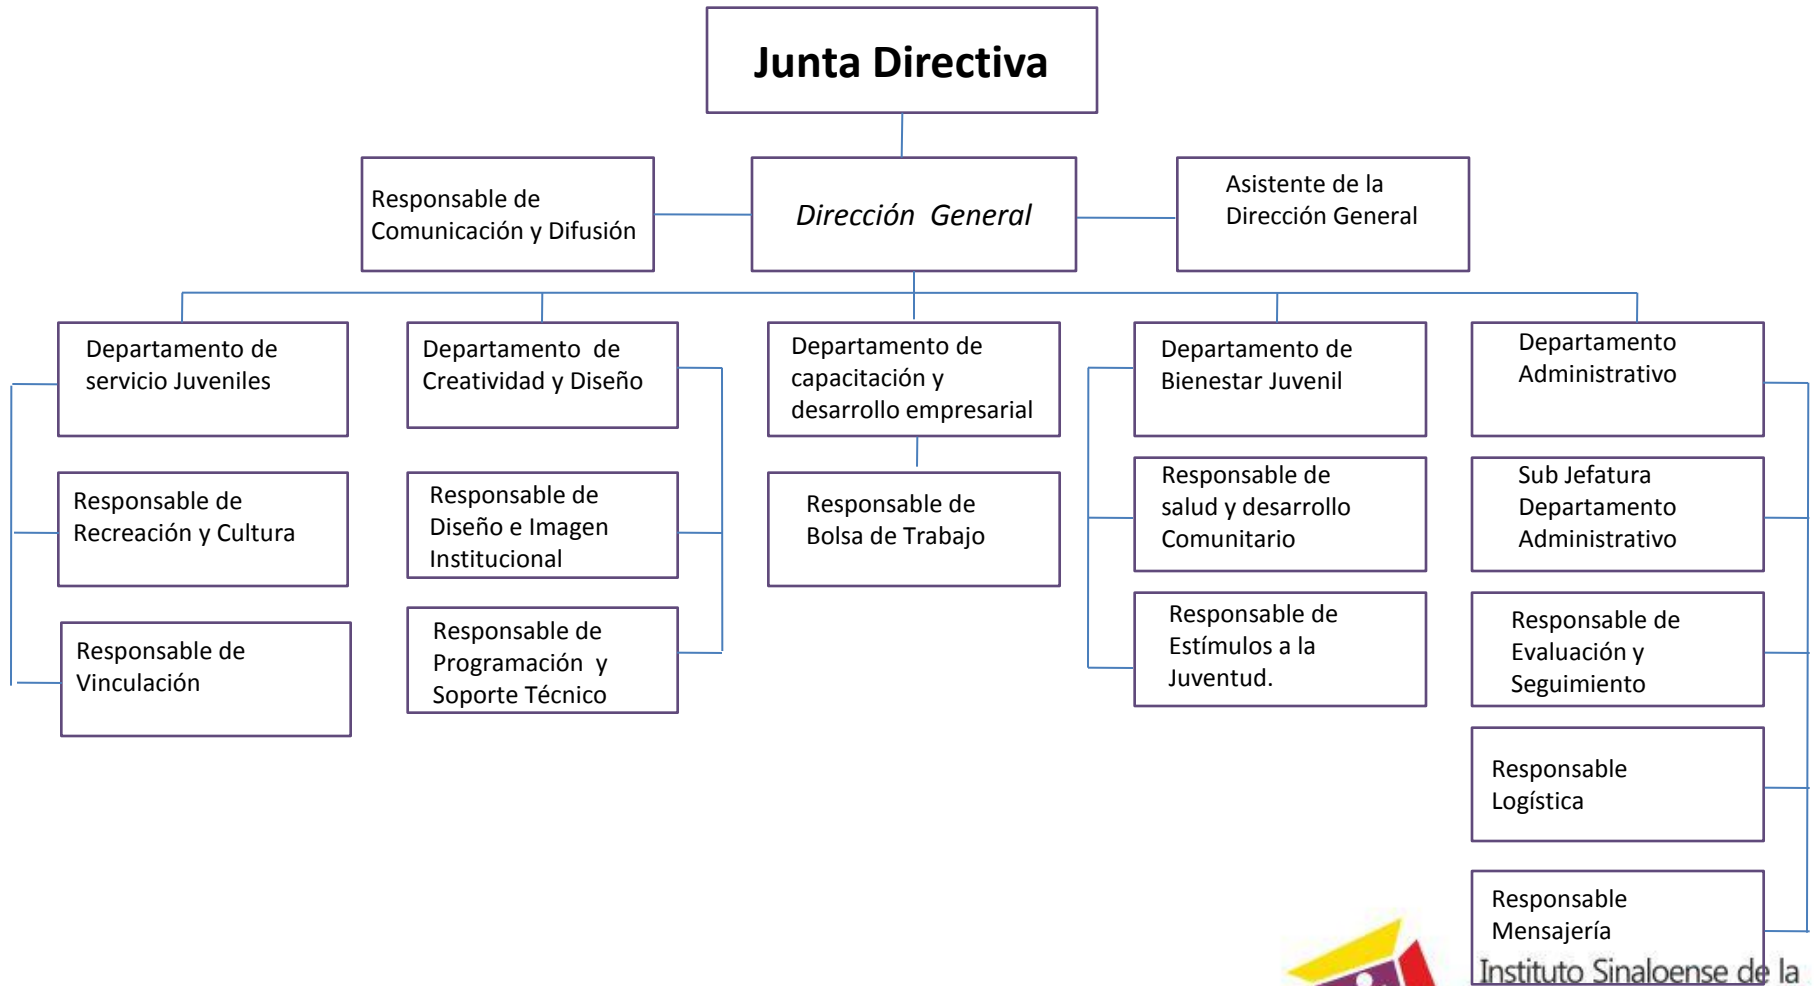 Junta Directiva
Responsable de
Comunicación y Difusión
Dirección General
Asistente de la
Dirección General
Departamento de
servicio Juveniles
Departamento de
Creatividad y Diseño
Departamento de
capacitación y
desarrollo empresarial
Departamento de
Bienestar Juvenil
Departamento
Administrativo
Responsable de
Recreación y Cultura
Responsable de
Diseño e Imagen
Institucional
Responsable de
Bolsa de Trabajo
Responsable de
salud y desarrollo
Comunitario
Sub Jefatura
Departamento
Administrativo
Responsable de
Vinculación
Responsable de
Programación y
Soporte Técnico
Responsable de
Estímulos a la
Juventud.
Responsable de
Evaluación y
Seguimiento
Responsable
Logística
Responsable
Mensajería
Instituto Sinaloense de la